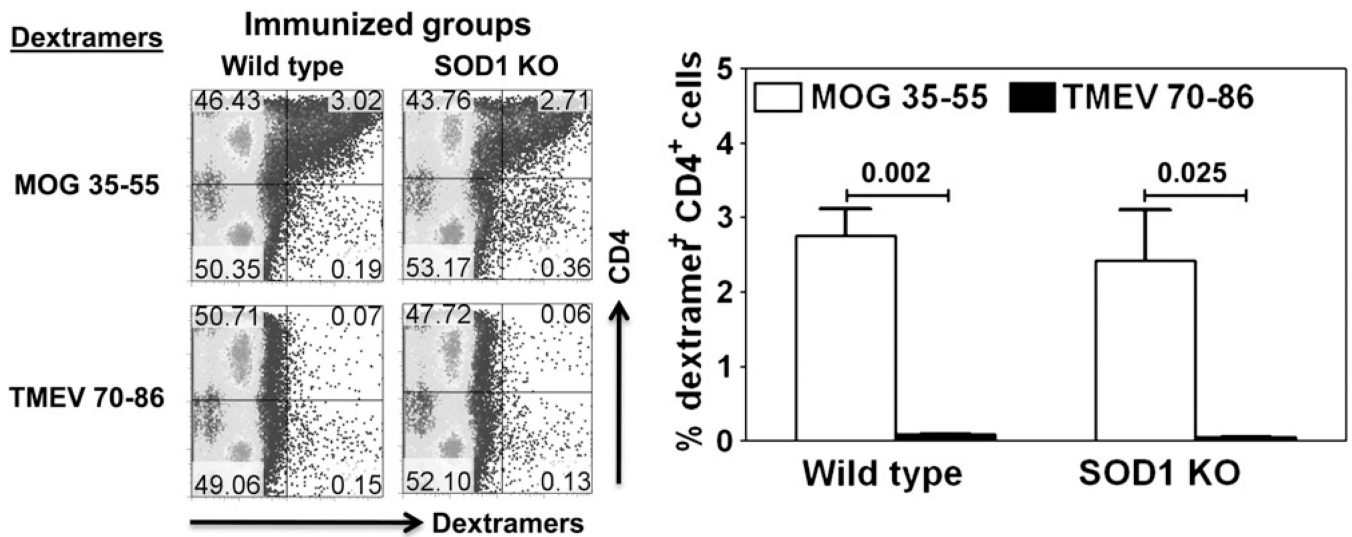 Dextramers
Immunized groups
Wild type SOD1 KO
MOG 35-55
46.43 3.02
50.35 0.19
43.76 2.71
53.17 0.36
TMEV 70-86
50.71 0.07
49.06 0.15
47.72 0.06
52.10 0.13
CD4
Dextramers
% dextramer⁺ CD4⁺ cells
5
4
3
2
1
0
MOG 35-55 TMEV 70-86
0.002 0.025
Wild type SOD1 KO